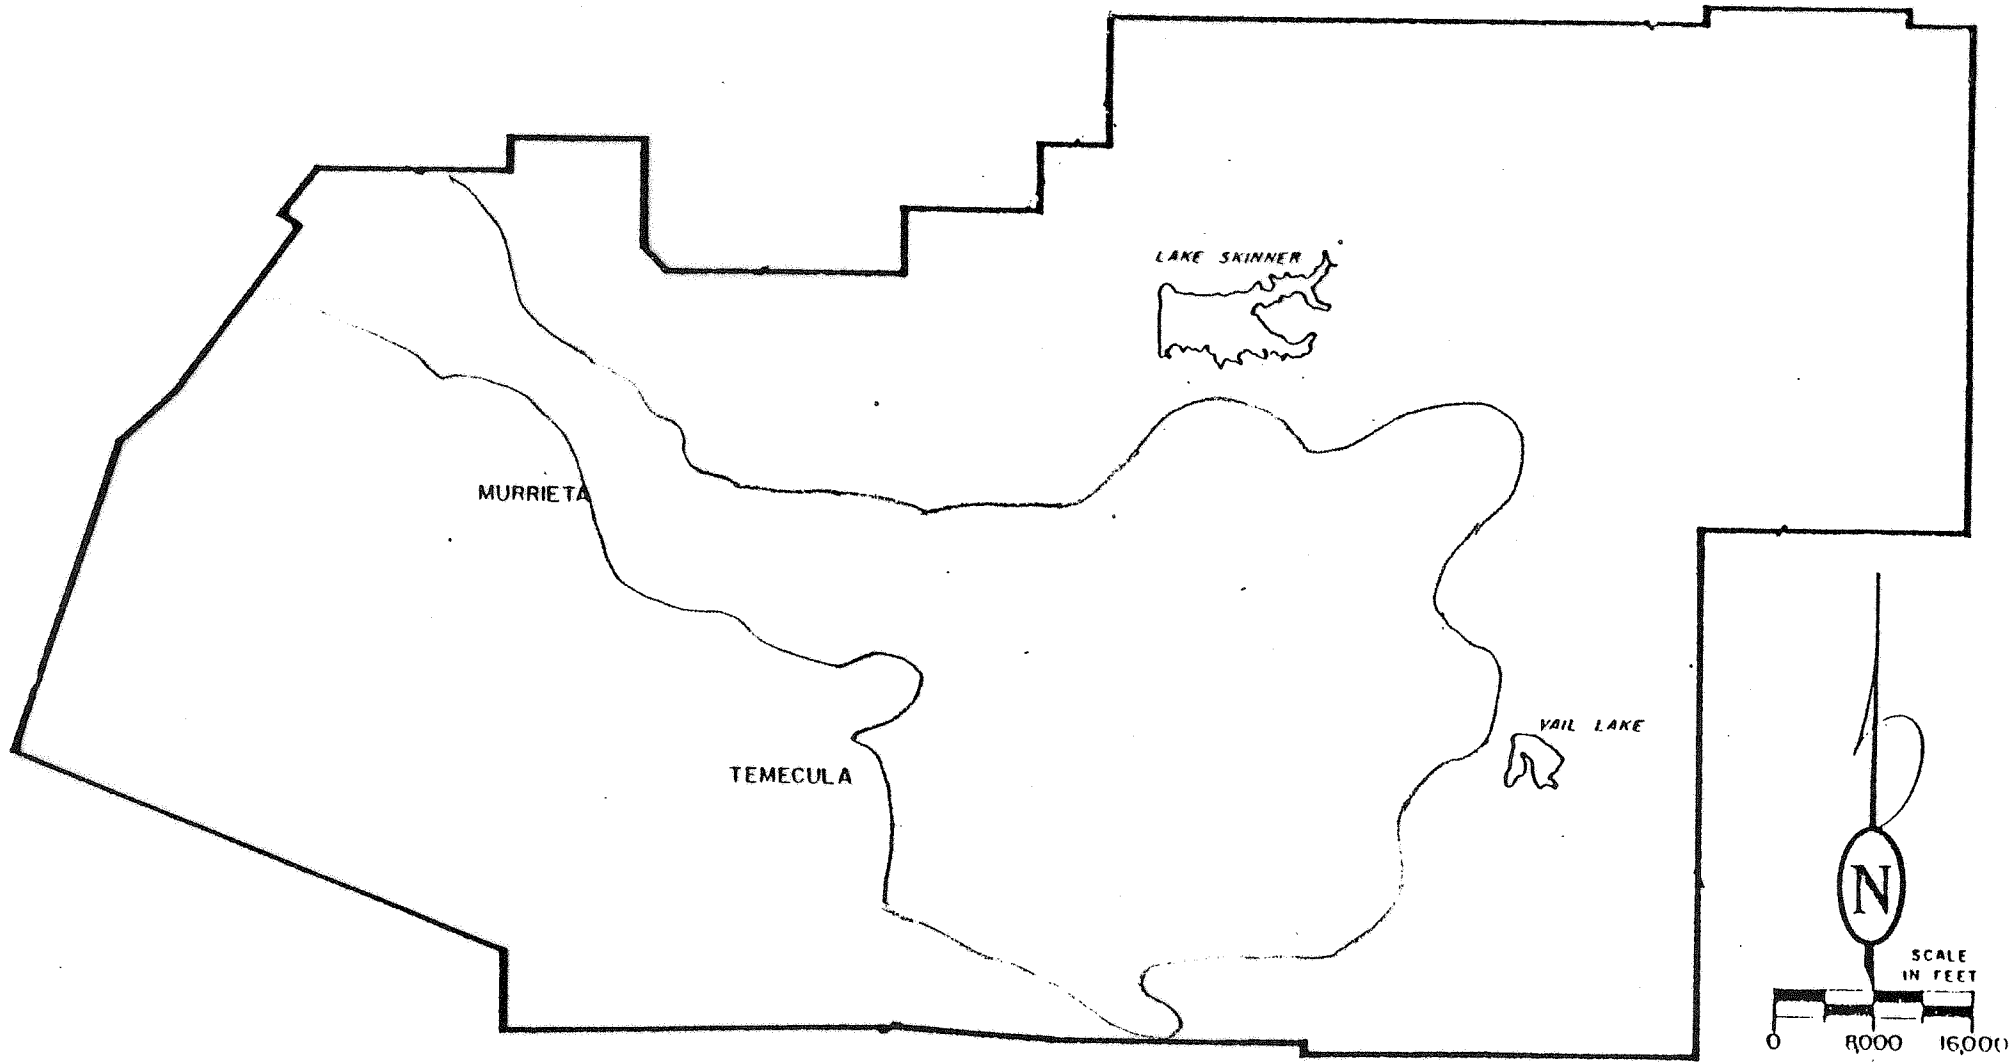 LAKE SKINNER
MURRIETA
VAIL LAKE
TEMECULA
N
SCALE
IN FEET
0 8,000 16,000